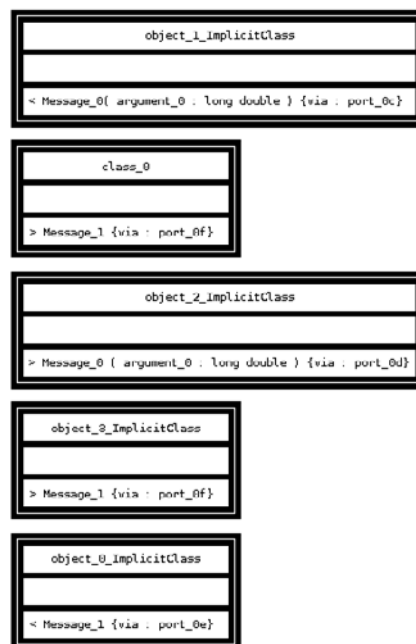 object_1_ImplicitClass
< Message_0( argument_0 : long double ) {via : port_0c}
class_0
> Message_1 {via : port_0f}
object_2_ImplicitClass
> Message_0 ( argument_0 : long double ) {via : port_0d}
object_3_ImplicitClass
> Message_1 {via : port_0f}
object_0_ImplicitClass
< Message_1 {via : port_0e}